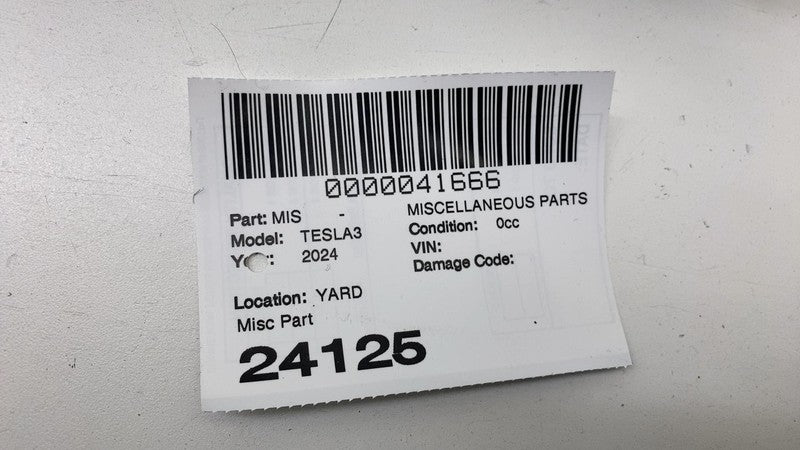 0000041666
Part: MIS - MISCELLANEOUS PARTS
Model: TESLA3 Condition: 0cc
2024 VIN:
Damage Code:
Location: YARD
Misc Part
24125